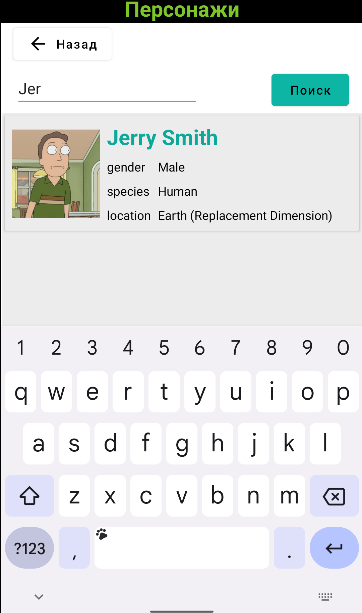 Персонажи
Назад
Jer
Поиск
Jerry Smith
gender Male
species Human
location Earth (Replacement Dimension)
1 2 3 4 5 6 7 8 9 0
q w e r t y u i o p
a s d f g h j k l
z x c v b n m
?123 , .